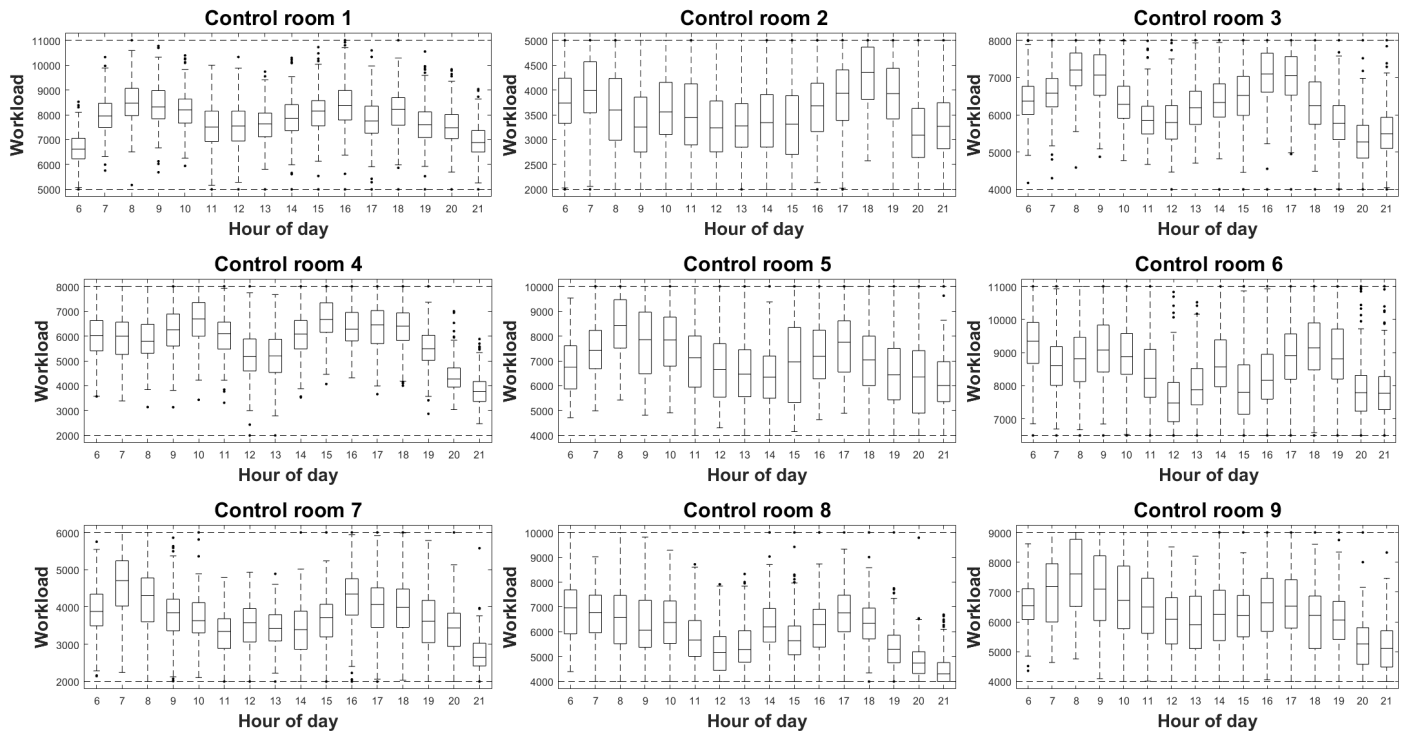 Control room 1
Workload
11000
10000
9000
8000
7000
6000
5000
6 7 8 9 10 11 12 13 14 15 16 17 18 19 20 21
Hour of day
Control room 2
Workload
5000
4500
4000
3500
3000
2500
2000
6 7 8 9 10 11 12 13 14 15 16 17 18 19 20 21
Hour of day
Control room 3
Workload
8000
7000
6000
5000
4000
6 7 8 9 10 11 12 13 14 15 16 17 18 19 20 21
Hour of day
Control room 4
Workload
8000
7000
6000
5000
4000
3000
2000
6 7 8 9 10 11 12 13 14 15 16 17 18 19 20 21
Hour of day
Control room 5
Workload
10000
9000
8000
7000
6000
5000
4000
6 7 8 9 10 11 12 13 14 15 16 17 18 19 20 21
Hour of day
Control room 6
Workload
11000
10000
9000
8000
7000
6 7 8 9 10 11 12 13 14 15 16 17 18 19 20 21
Hour of day
Control room 7
Workload
6000
5000
4000
3000
2000
6 7 8 9 10 11 12 13 14 15 16 17 18 19 20 21
Hour of day
Control room 8
Workload
10000
9000
8000
7000
6000
5000
4000
6 7 8 9 10 11 12 13 14 15 16 17 18 19 20 21
Hour of day
Control room 9
Workload
9000
8000
7000
6000
5000
4000
6 7 8 9 10 11 12 13 14 15 16 17 18 19 20 21
Hour of day